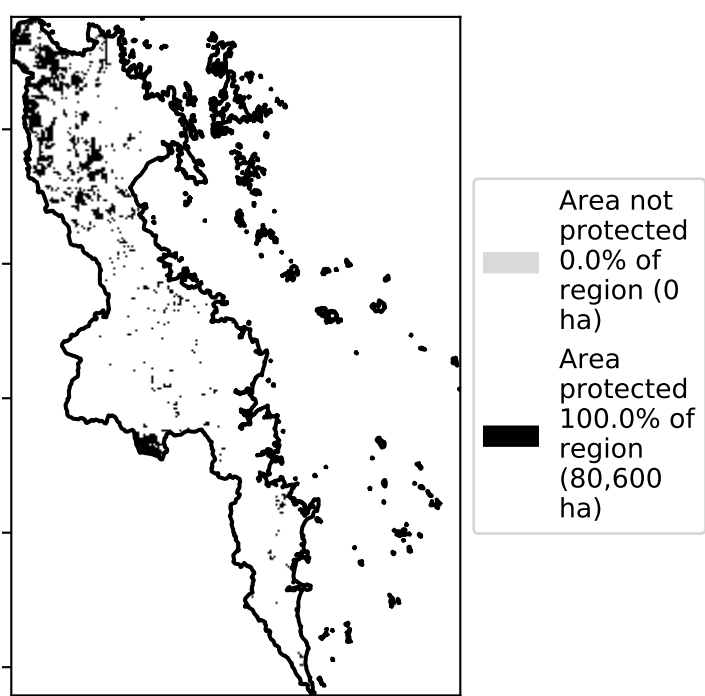 Area not
protected
0.0% of
region (0
ha)
Area
protected
100.0% of
region
(80,600
ha)